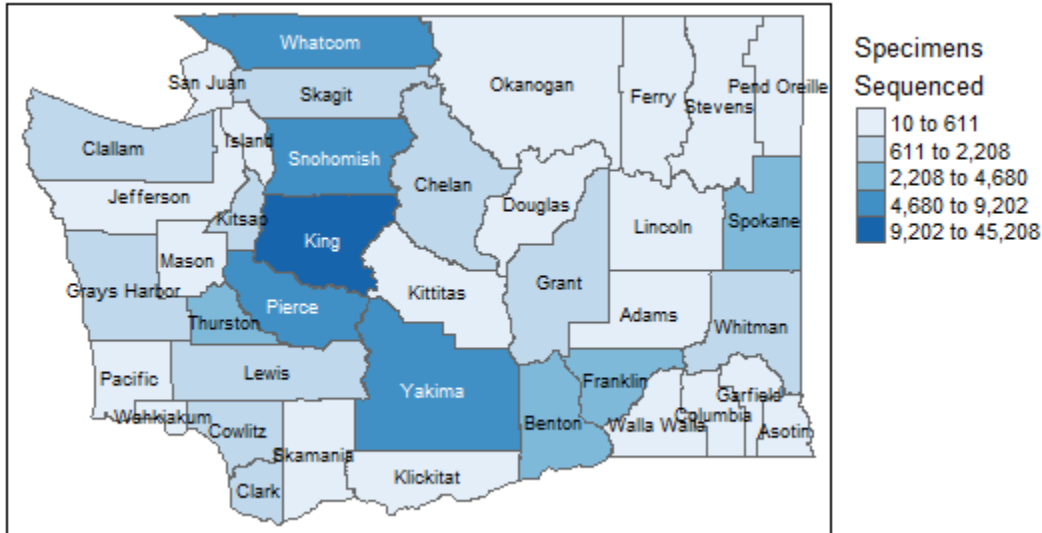 Whatcom
San Juan
Skagit
Okanogan
Ferry
Stevens
Pend Oreille
Clallam
Island
Snohomish
Chelan
Jefferson
Kitsap
King
Douglas
Lincoln
Spokane
Mason
Grays Harbor
Kittitas
Grant
Pierce
Thurston
Adams
Whitman
Pacific
Lewis
Yakima
Franklin
Garfield
Wahkiakum
Cowlitz
Benton
Walla Walla
Columbia
Asotin
Skamania
Klickitat
Clark
Specimens
Sequenced
10 to 611
611 to 2,208
2,208 to 4,680
4,680 to 9,202
9,202 to 45,208